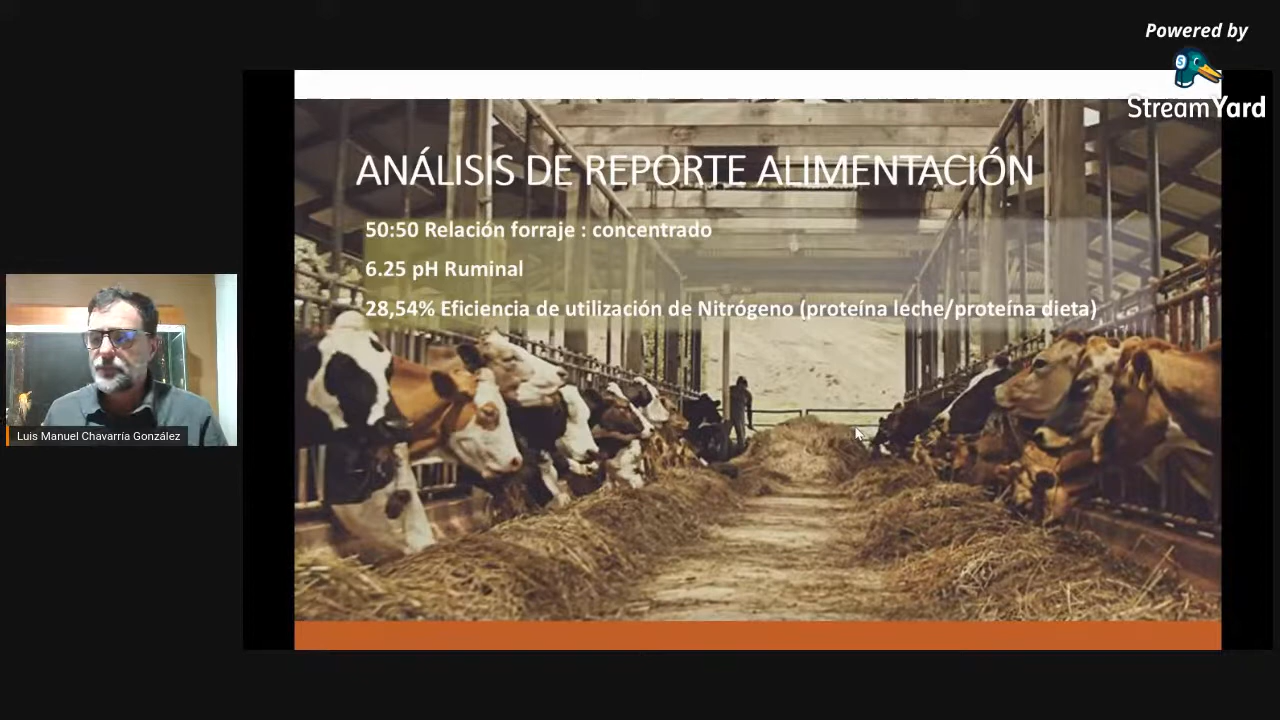 Powered by
StreamYard
ANÁLISIS DE REPORTE ALIMENTACIÓN
50:50 Relación forraje : concentrado
6.25 pH Ruminal
28,54% Eficiencia de utilización de Nitrógeno (proteína leche/proteína dieta)
Luis Manuel Chavarría González